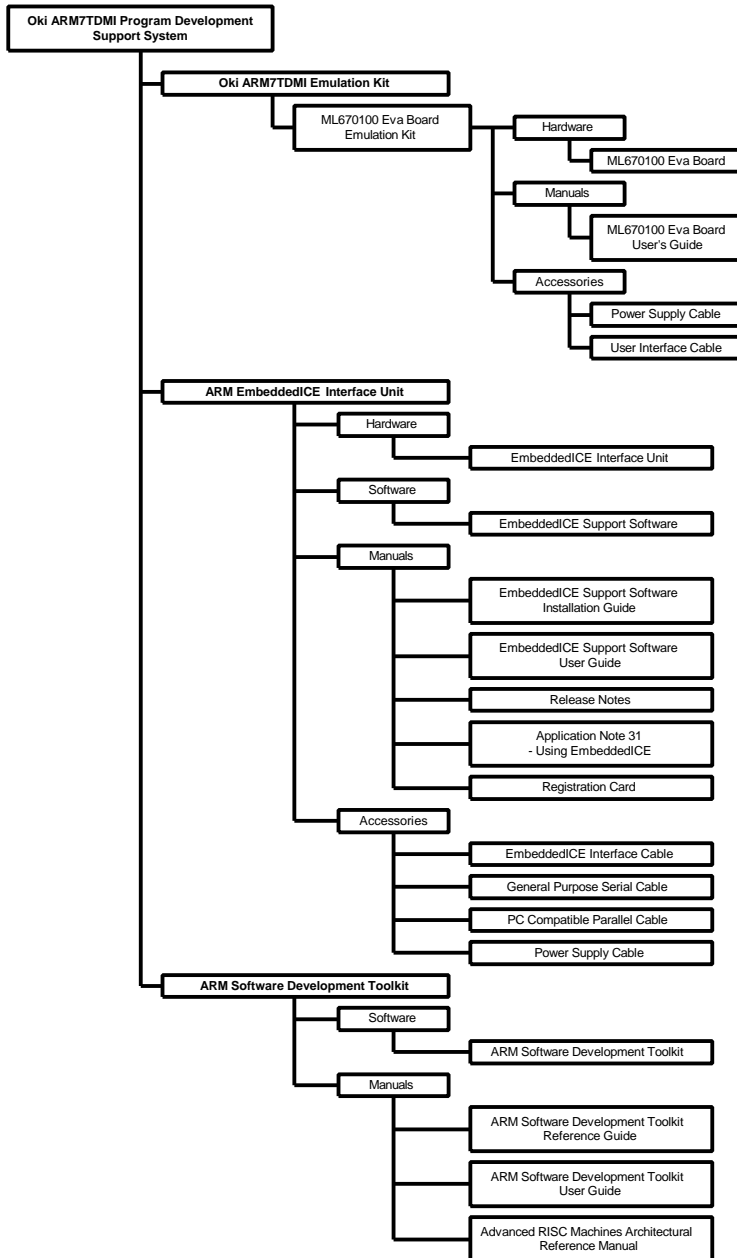 Oki ARM7TDMI Program Development
Support System
Oki ARM7TDMI Emulation Kit
ML670100 Eva Board
Emulation Kit
Hardware
ML670100 Eva Board
Manuals
ML670100 Eva Board
User's Guide
Accessories
Power Supply Cable
User Interface Cable
ARM EmbeddedICE Interface Unit
Hardware
EmbeddedICE Interface Unit
Software
EmbeddedICE Support Software
Manuals
EmbeddedICE Support Software
Installation Guide
EmbeddedICE Support Software
User Guide
Release Notes
Application Note 31
- Using EmbeddedICE
Registration Card
Accessories
EmbeddedICE Interface Cable
General Purpose Serial Cable
PC Compatible Parallel Cable
Power Supply Cable
ARM Software Development Toolkit
Software
ARM Software Development Toolkit
Manuals
ARM Software Development Toolkit
Reference Guide
ARM Software Development Toolkit
User Guide
Advanced RISC Machines Architectural
Reference Manual